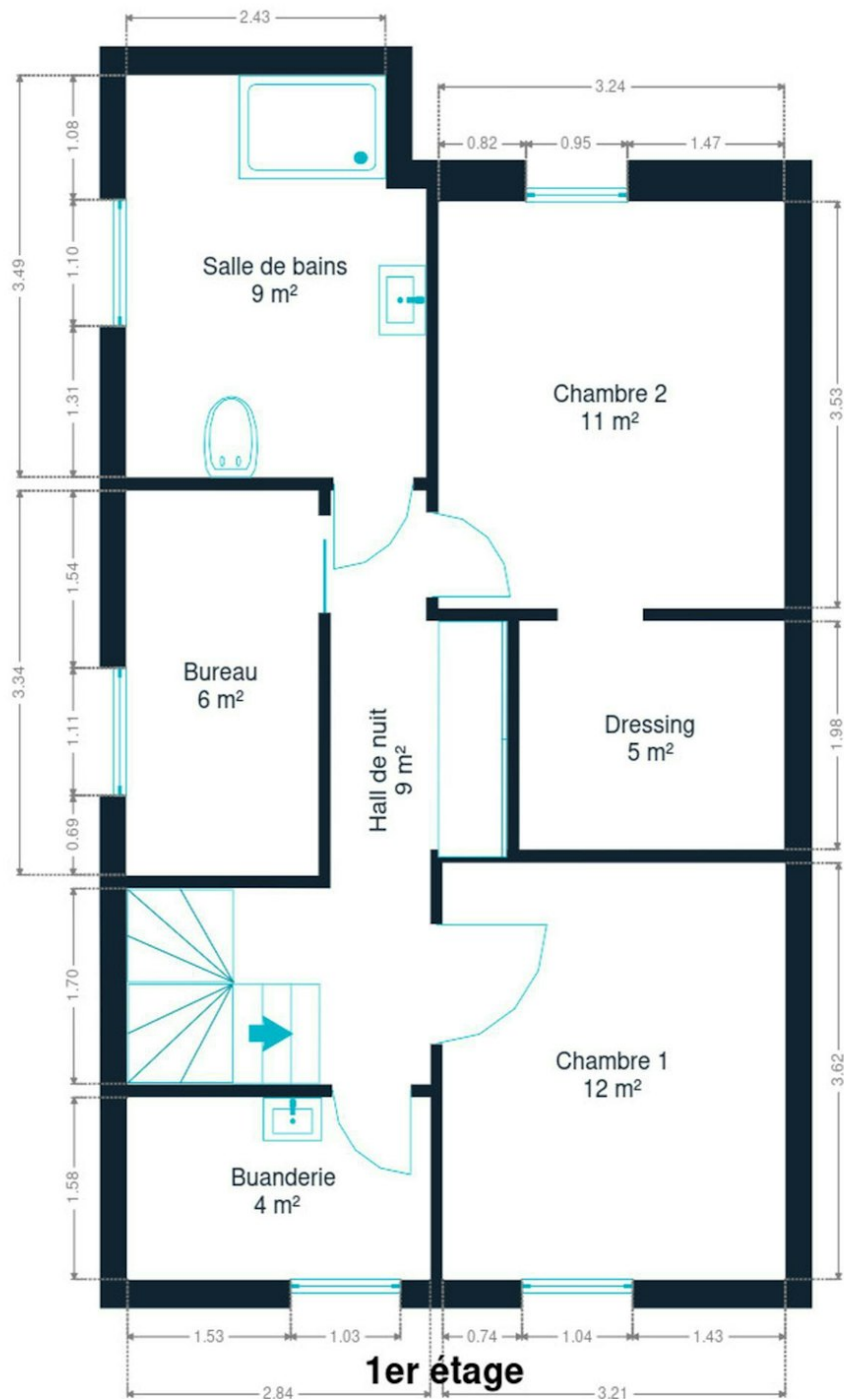 2.43
3.24
0.82
0.95
1.47
1.08
3.49
1.10
1.31
Salle de bains
9 m²
Chambre 2
11 m²
3.53
1.54
3.34
1.11
0.69
Bureau
6 m²
Hall de nuit
9 m²
Dressing
5 m²
1.98
1.70
Chambre 1
12 m²
3.62
1.58
Buanderie
4 m²
1.53
1.03
0.74
1.04
1.43
1er étage
2.84
3.21